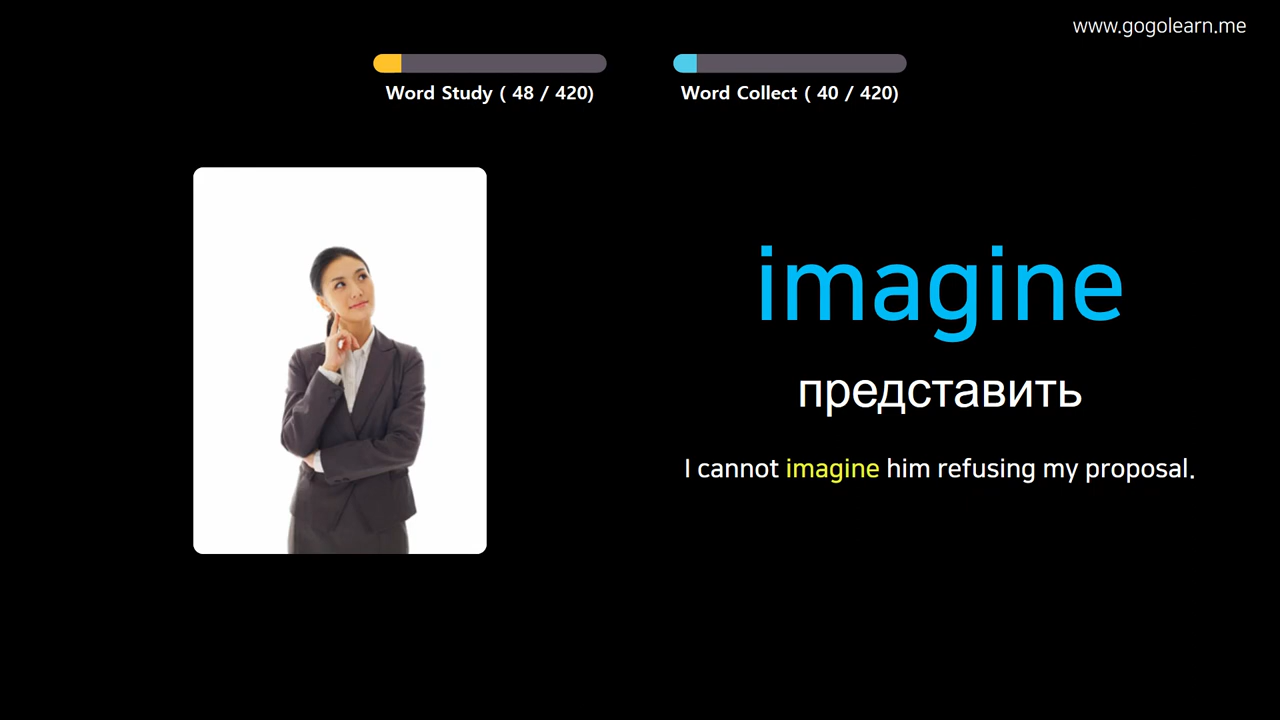 www.gogolearn.me
Word Study ( 48 / 420)
Word Collect ( 40 / 420)
imagine
представить
I cannot imagine him refusing my proposal.